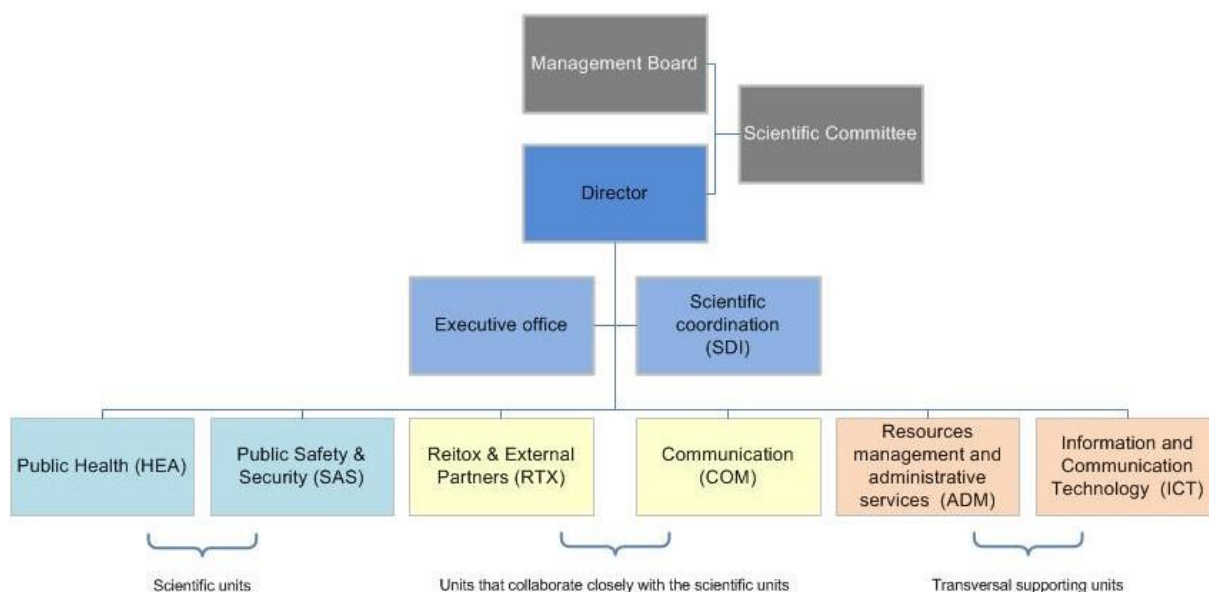 Management Board
Scientific Committee
Director
Executive office
Scientific
coordination
(SDI)
Public Health (HEA)
Public Safety &
Security (SAS)
Reitox & External
Partners (RTX)
Communication
(COM)
Resources
management and
administrative
services (ADM)
Information and
Communication
Technology (ICT)
Scientific units
Units that collaborate closely with the scientific units
Transversal supporting units